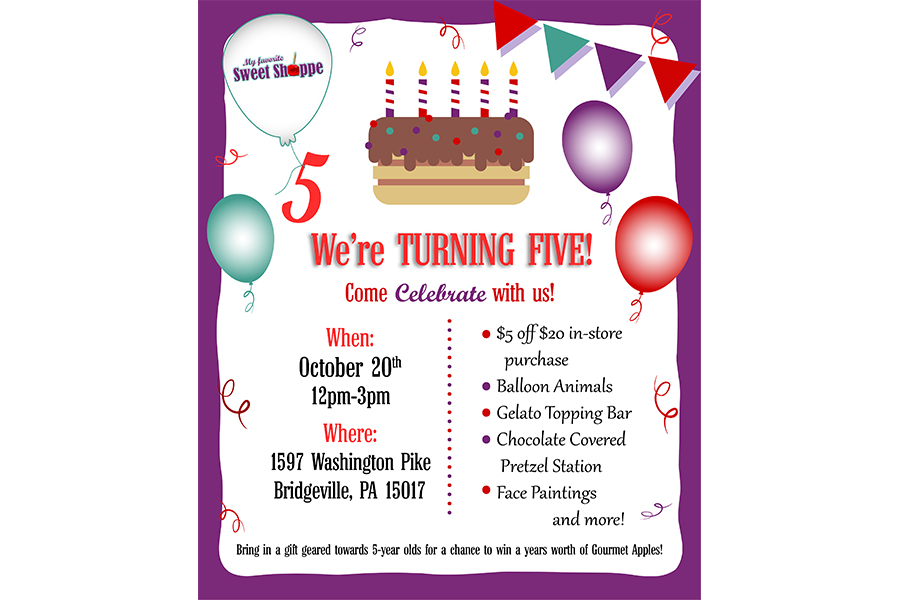 My favorite
Sweet Shoppe
5
We're TURNING FIVE!
Come Celebrate with us!
When:
October 20th
12pm-3pm
Where:
1597 Washington Pike
Bridgeville, PA 15017
$5 off $20 in-store
purchase
Balloon Animals
Gelato Topping Bar
Chocolate Covered
Pretzel Station
Face Paintings
and more!
Bring in a gift geared towards 5-year olds for a chance to win a years worth of Gourmet Apples!